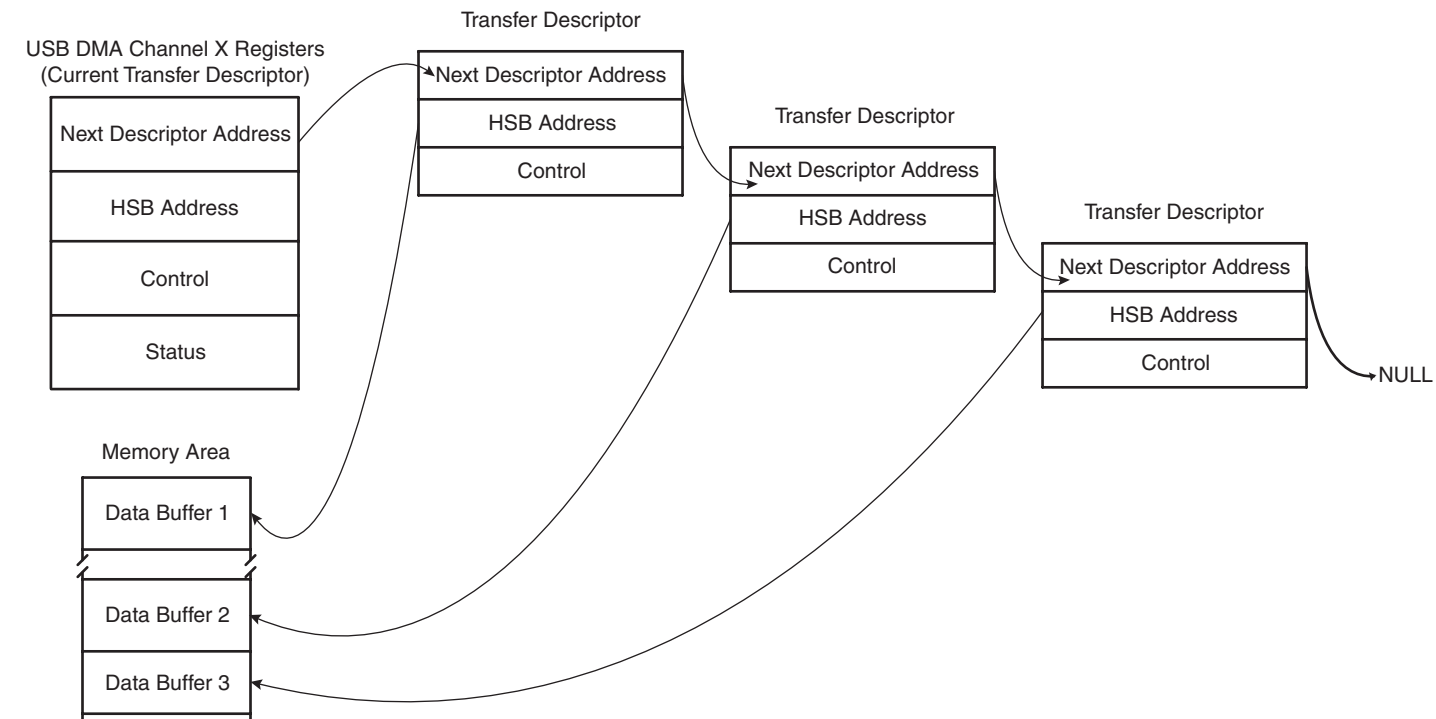 USB DMA Channel X Registers
(Current Transfer Descriptor)
Next Descriptor Address
HSB Address
Control
Status
Transfer Descriptor
Next Descriptor Address
HSB Address
Control
Transfer Descriptor
Next Descriptor Address
HSB Address
Control
Transfer Descriptor
Next Descriptor Address
HSB Address
Control
NULL
Memory Area
Data Buffer 1
Data Buffer 2
Data Buffer 3